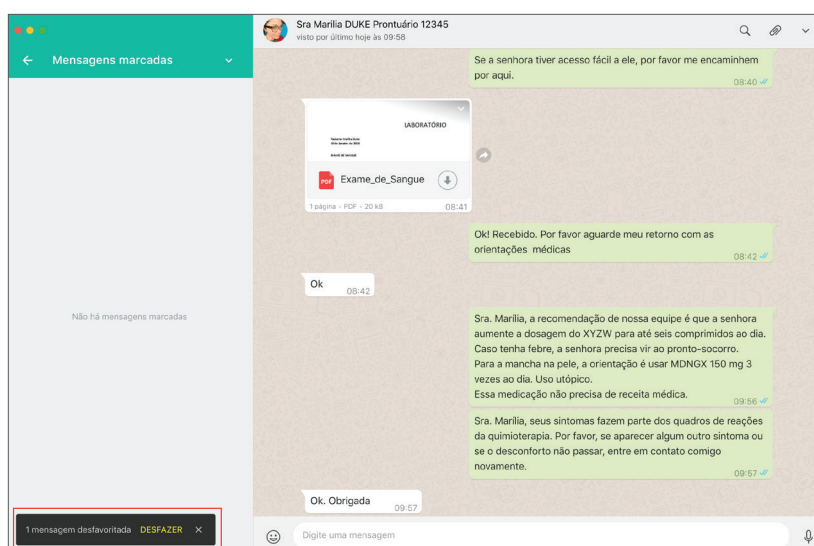 Mensagens marcadas
Não há mensagens marcadas
1 mensagem desfavoritada DESFAZER ×
Sra Marilia DUKE Prontuário 12345
visto por último hoje às 09:58
Se a senhora tiver acesso fácil a ele, por favor me encaminhem
por aqui.
08:40
LABORATÓRIO
PDF Exame_de_Sangue
1 página • PDF • 20 kB 08:41
Ok! Recebido. Por favor aguarde meu retorno com as
orientações médicas
08:42
Ok
08:42
Sra. Marília, a recomendação de nossa equipe é que a senhora
aumente a dosagem do XYZW para até seis comprimidos ao dia.
Caso tenha febre, a senhora precisa vir ao pronto-socorro.
Para a mancha na pele, a orientação é usar MDNGX 150 mg 3
vezes ao dia. Uso utópico.
Essa medicação não precisa de receita médica.
09:56
Sra. Marília, seus sintomas fazem parte dos quadros de reações
da quimioterapia. Por favor, se aparecer algum outro sintoma ou
se o desconforto não passar, entre em contato comigo
novamente.
09:57
Ok. Obrigada
09:57
Digite uma mensagem